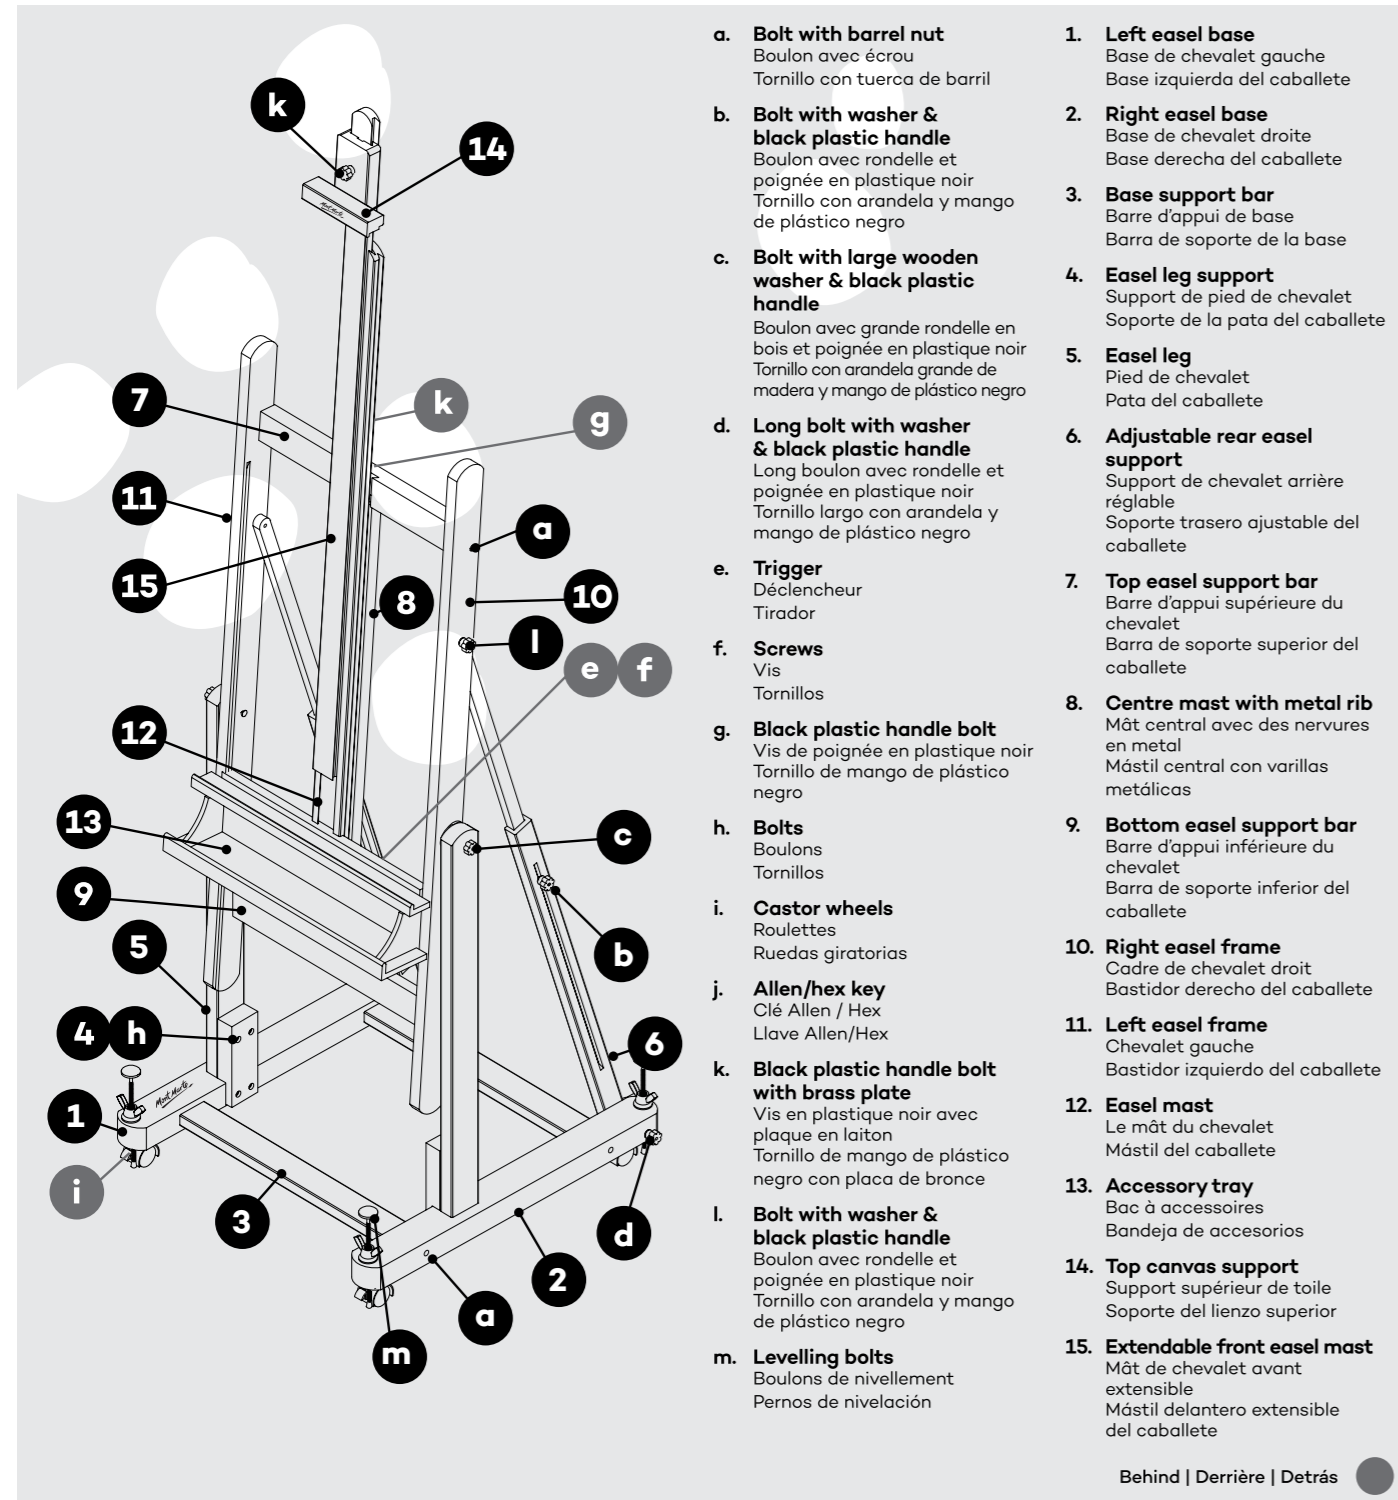 k
14
Mont Marte
7
k
g
11
a
15
8
10
l
e f
12
13
c
9
5
b
4 h
6
Mont Marte
1
i
3
d
2
a
m
a. Bolt with barrel nut
Boulon avec écrou
Tornillo con tuerca de barril
b. Bolt with washer &
black plastic handle
Boulon avec rondelle et
poignée en plastique noir
Tornillo con arandela y mango
de plástico negro
c. Bolt with large wooden
washer & black plastic
handle
Boulon avec grande rondelle en
bois et poignée en plastique noir
Tornillo con arandela grande de
madera y mango de plástico negro
d. Long bolt with washer
& black plastic handle
Long boulon avec rondelle et
poignée en plastique noir
Tornillo largo con arandela y
mango de plástico negro
e. Trigger
Déclencheur
Tirador
f. Screws
Vis
Tornillos
g. Black plastic handle bolt
Vis de poignée en plastique noir
Tornillo de mango de plástico
negro
h. Bolts
Boulons
Tornillos
i. Castor wheels
Roulettes
Ruedas giratorias
j. Allen/hex key
Clé Allen / Hex
Llave Allen/Hex
k. Black plastic handle bolt
with brass plate
Vis en plastique noir avec
plaque en laiton
Tornillo de mango de plástico
negro con placa de bronce
l. Bolt with washer &
black plastic handle
Boulon avec rondelle et
poignée en plastique noir
Tornillo con arandela y mango
de plástico negro
m. Levelling bolts
Boulons de nivellement
Pernos de nivelación
1. Left easel base
Base de chevalet gauche
Base izquierda del caballete
2. Right easel base
Base de chevalet droite
Base derecha del caballete
3. Base support bar
Barre d'appui de base
Barra de soporte de la base
4. Easel leg support
Support de pied de chevalet
Soporte de la pata del caballete
5. Easel leg
Pied de chevalet
Pata del caballete
6. Adjustable rear easel
support
Support de chevalet arrière
réglable
Soporte trasero ajustable del
caballete
7. Top easel support bar
Barre d'appui supérieure du
chevalet
Barra de soporte superior del
caballete
8. Centre mast with metal rib
Mât central avec des nervures
en metal
Mástil central con varillas
metálicas
9. Bottom easel support bar
Barre d'appui inférieure du
chevalet
Barra de soporte inferior del
caballete
10. Right easel frame
Cadre de chevalet droit
Bastidor derecho del caballete
11. Left easel frame
Chevalet gauche
Bastidor izquierdo del caballete
12. Easel mast
Le mât du chevalet
Mástil del caballete
13. Accessory tray
Bac à accessoires
Bandeja de accesorios
14. Top canvas support
Support supérieur de toile
Soporte del lienzo superior
15. Extendable front easel mast
Mât de chevalet avant
extensible
Mástil delantero extensible
del caballete
Behind | Derrière | Detrás